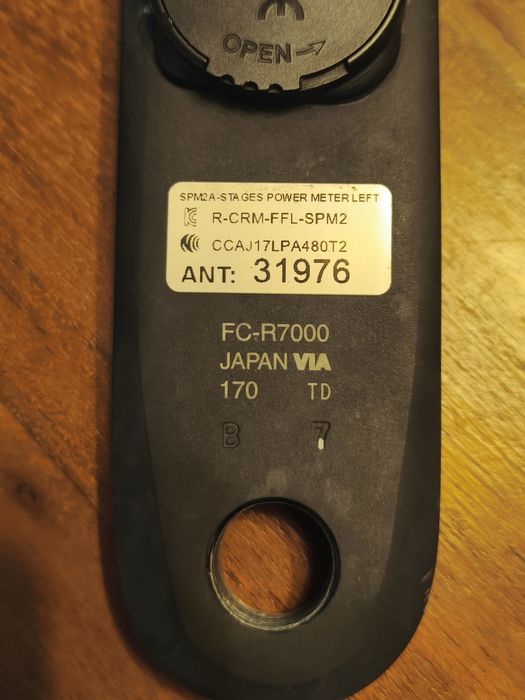 OPEN
SPM2A-STAGES POWER METER LEFT
R-CRM-FFL-SPM2
CCAJ17LPA480T2
ANT: 31976
FC-R7000
JAPAN VIA
170 TD
B 7